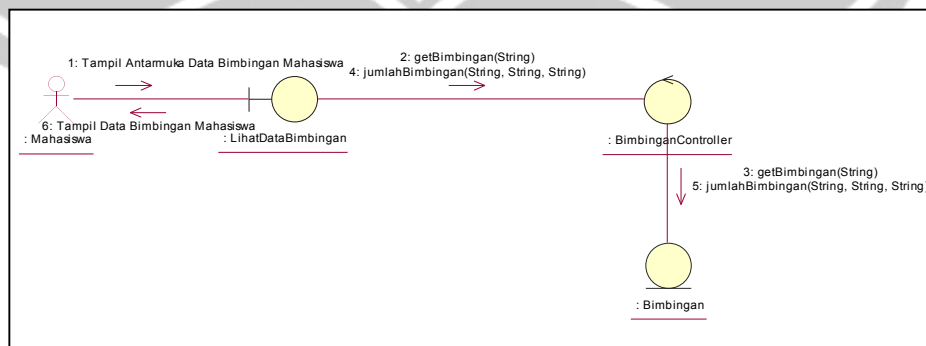 1: Tampil Antarmuka Data Bimbingan Mahasiswa
2: getBimbingan(String)
4: jumlahBimbingan(String, String, String)
6: Tampil Data Bimbingan Mahasiswa
: Mahasiswa
: LihatDataBimbingan
: BimbinganController
3: getBimbingan(String)
5: jumlahBimbingan(String, String, String)
: Bimbingan